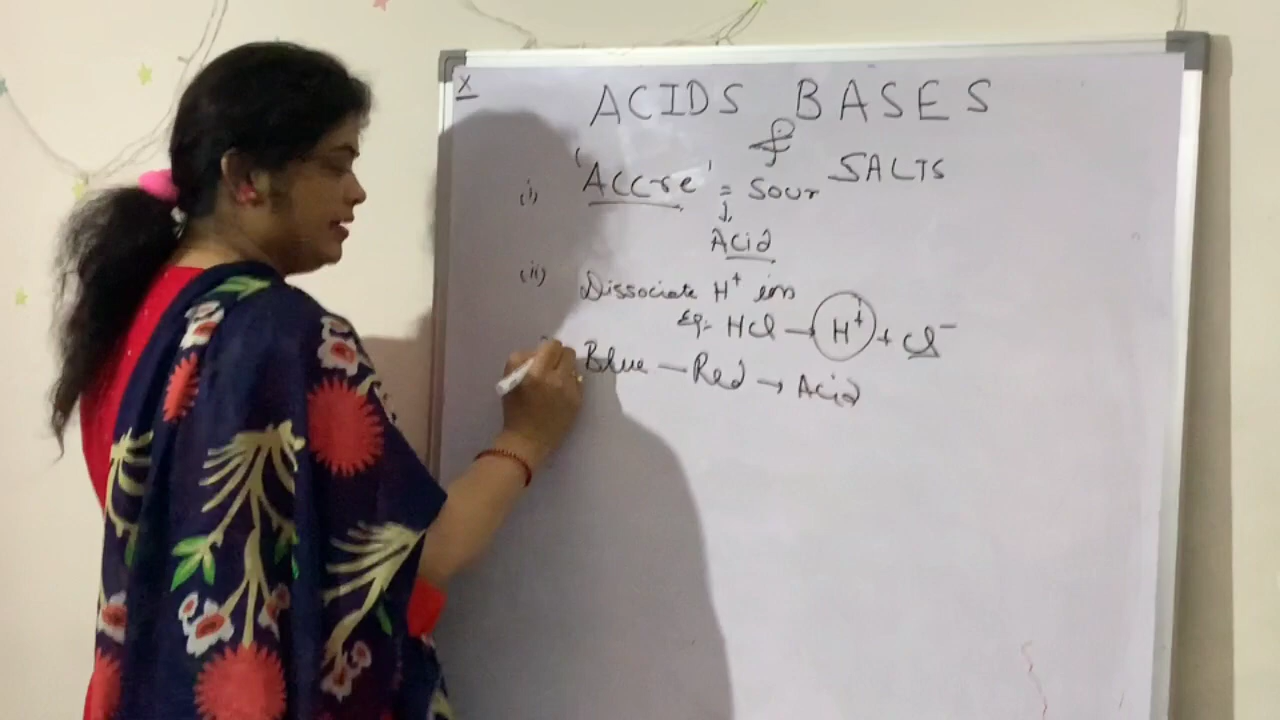 X
ACIDS BASES
&
SALTS
(i) 'Accre' = Sour
↓
Acid
(ii) Dissociate H⁺ ion
Eg:- HCl → H⁺ + Cl⁻
Blue — Red → Acid